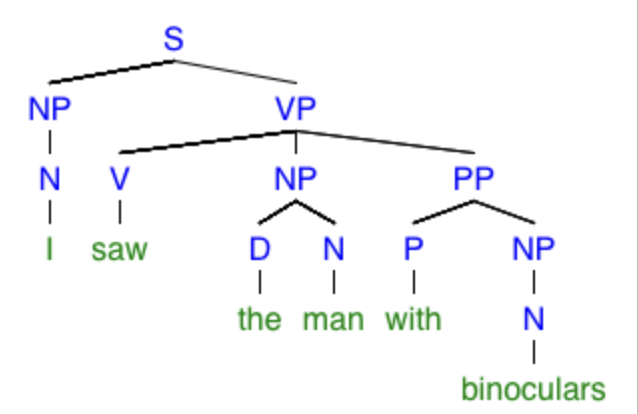 S
NP VP
N V NP PP
I saw D N P NP
the man with N
binoculars